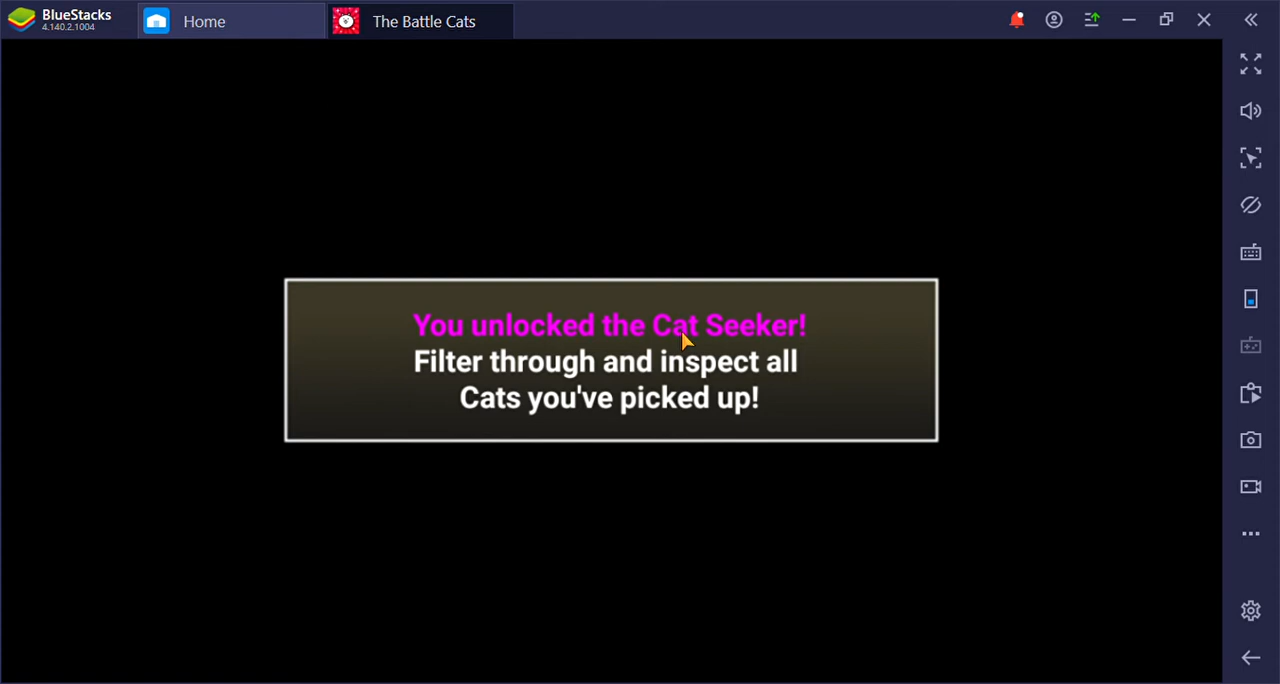 BlueStacks
4.140.2.1004
Home
The Battle Cats
You unlocked the Cat Seeker!
Filter through and inspect all
Cats you've picked up!